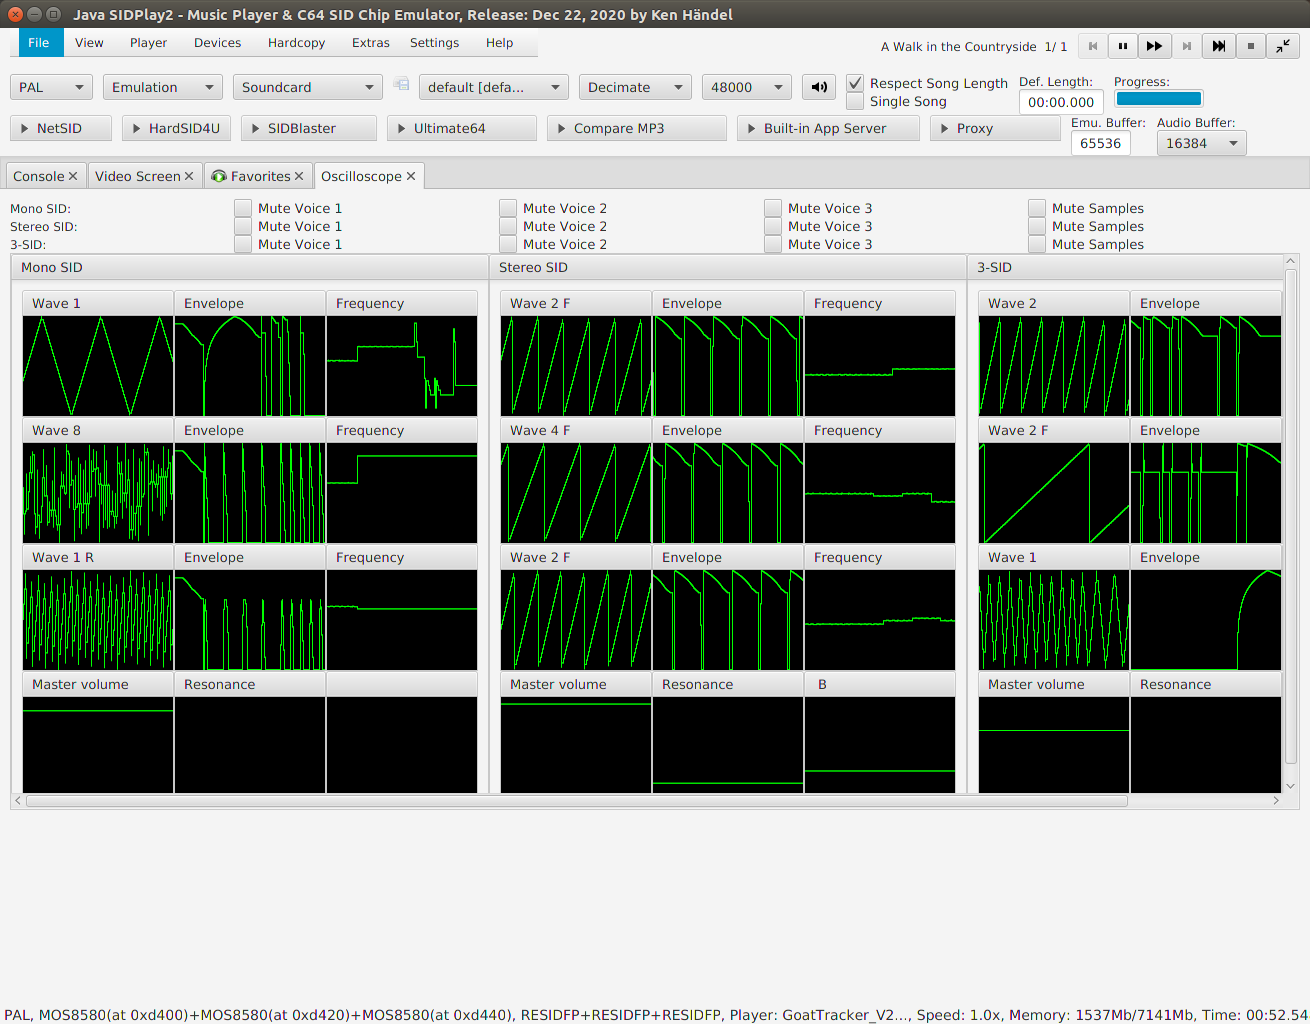 Java SIDPlay2 - Music Player & C64 SID Chip Emulator, Release: Dec 22, 2020 by Ken Händel
File View Player Devices Hardcopy Extras Settings Help A Walk in the Countryside 1/ 1
PAL Emulation Soundcard default [defa... Decimate 48000 Respect Song Length Def. Length: Progress:
Single Song 00:00.000
NetSID HardSID4U SIDBlaster Ultimate64 Compare MP3 Built-in App Server Proxy Emu. Buffer: Audio Buffer:
65536 16384
Console Video Screen Favorites Oscilloscope
Mono SID: Mute Voice 1 Mute Voice 2 Mute Voice 3 Mute Samples
Stereo SID: Mute Voice 1 Mute Voice 2 Mute Voice 3 Mute Samples
3-SID: Mute Voice 1 Mute Voice 2 Mute Voice 3 Mute Samples
Mono SID Stereo SID 3-SID
Wave 1 Envelope Frequency Wave 2 F Envelope Frequency Wave 2 Envelope
Wave 8 Envelope Frequency Wave 4 F Envelope Frequency Wave 2 F Envelope
Wave 1 R Envelope Frequency Wave 2 F Envelope Frequency Wave 1 Envelope
Master volume Resonance Master volume Resonance B Master volume Resonance
PAL, MOS8580(at 0xd400)+MOS8580(at 0xd420)+MOS8580(at 0xd440), RESIDFP+RESIDFP+RESIDFP, Player: GoatTracker_V2..., Speed: 1.0x, Memory: 1537Mb/7141Mb, Time: 00:52.54